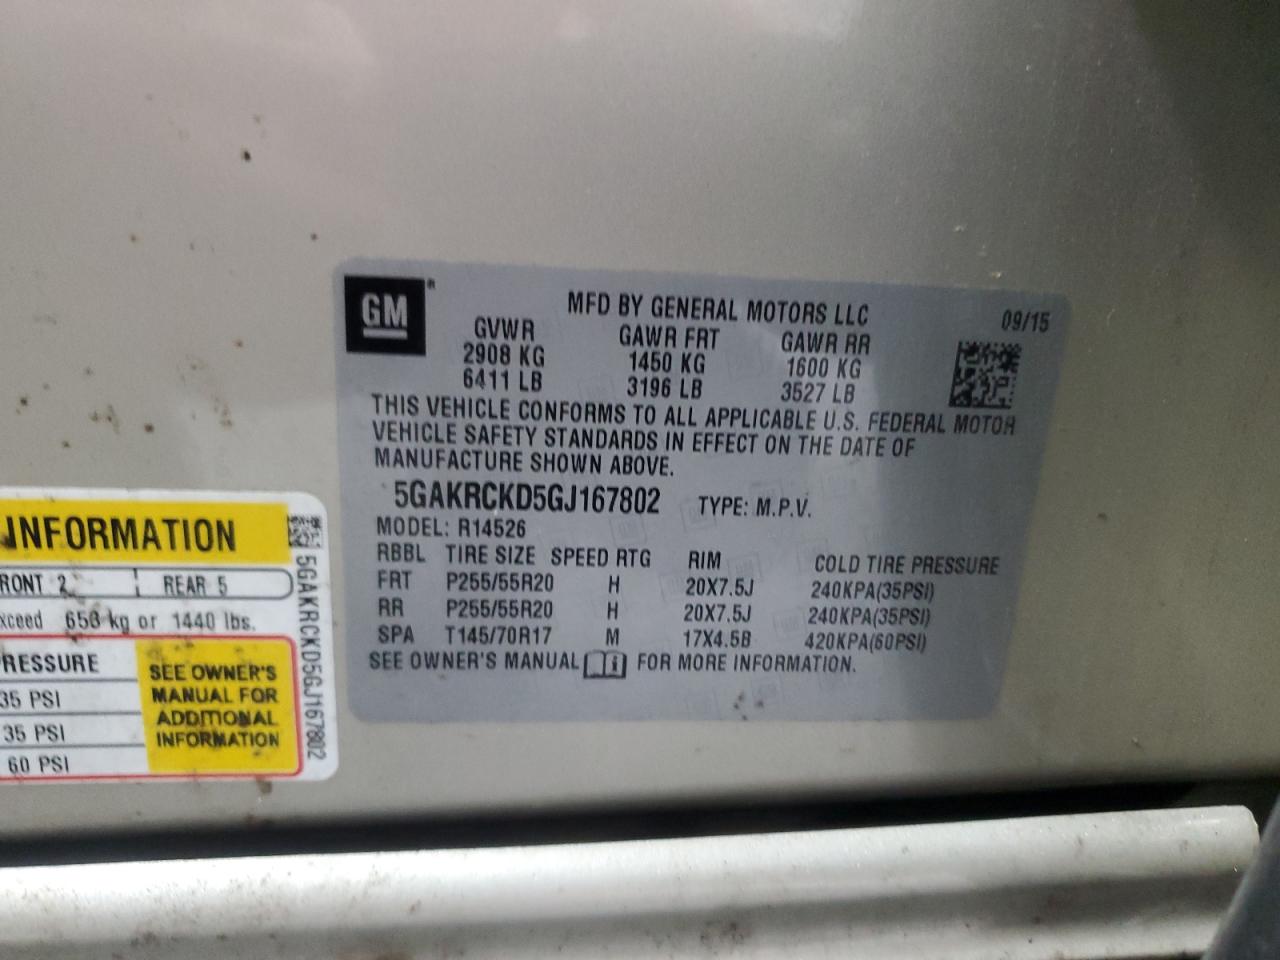 GM
MFD BY GENERAL MOTORS LLC 09/15
GVWR GAWR FRT GAWR RR
2908 KG 1450 KG 1600 KG
6411 LB 3196 LB 3527 LB
THIS VEHICLE CONFORMS TO ALL APPLICABLE U.S. FEDERAL MOTOR
VEHICLE SAFETY STANDARDS IN EFFECT ON THE DATE OF
MANUFACTURE SHOWN ABOVE.
5GAKRCKD5GJ167802 TYPE: M.P.V.
MODEL: R14526
RBBL TIRE SIZE SPEED RTG RIM COLD TIRE PRESSURE
FRT P255/55R20 H 20X7.5J 240KPA(35PSI)
RR P255/55R20 H 20X7.5J 240KPA(35PSI)
SPA T145/70R17 M 17X4.5B 420KPA(60PSI)
SEE OWNER'S MANUAL FOR MORE INFORMATION.
INFORMATION
RONT 2 REAR 5
xceed kg or 1440 lbs.
RESSURE
35 PSI
35 PSI
60 PSI
SEE OWNER'S
MANUAL FOR
ADDITIONAL
INFORMATION
5GAKRCKD5GJ167802